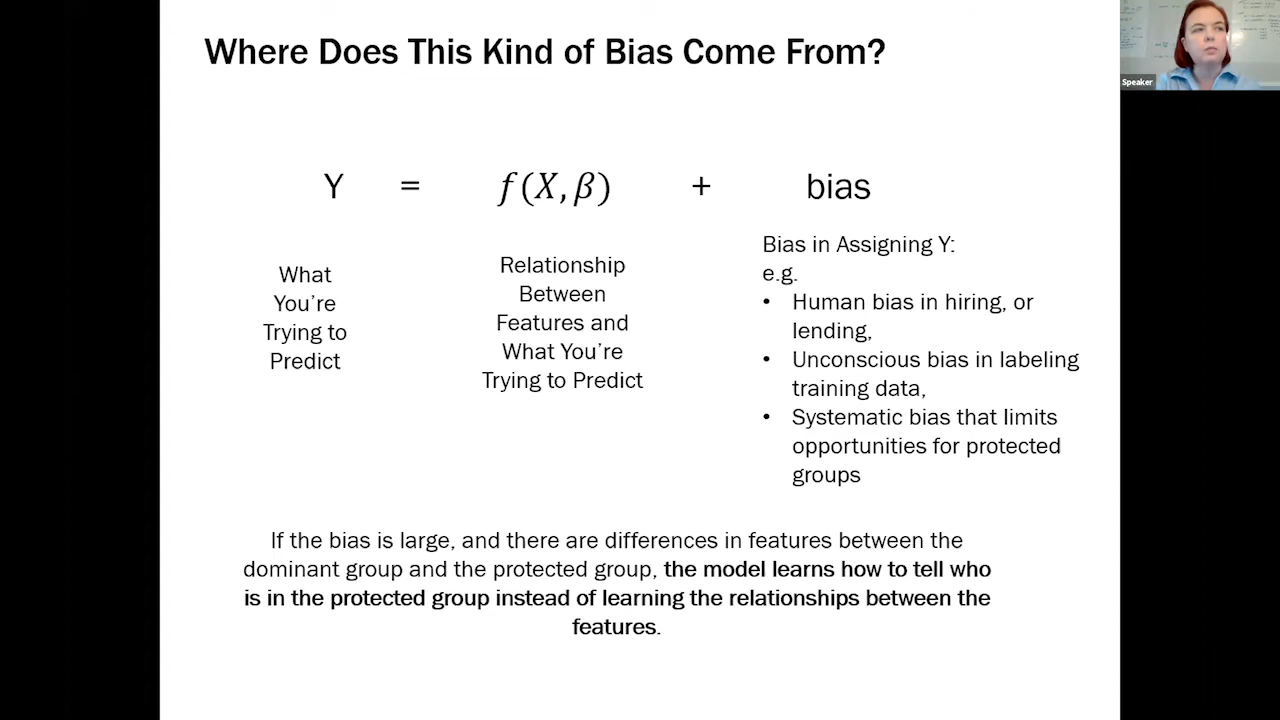 Where Does This Kind of Bias Come From?
Speaker
Y = f(X, β) + bias
What
You’re
Trying to
Predict
Relationship
Between
Features and
What You’re
Trying to Predict
Bias in Assigning Y:
e.g.
• Human bias in hiring, or
lending,
• Unconscious bias in labeling
training data,
• Systematic bias that limits
opportunities for protected
groups
If the bias is large, and there are differences in features between the
dominant group and the protected group, the model learns how to tell who
is in the protected group instead of learning the relationships between the
features.